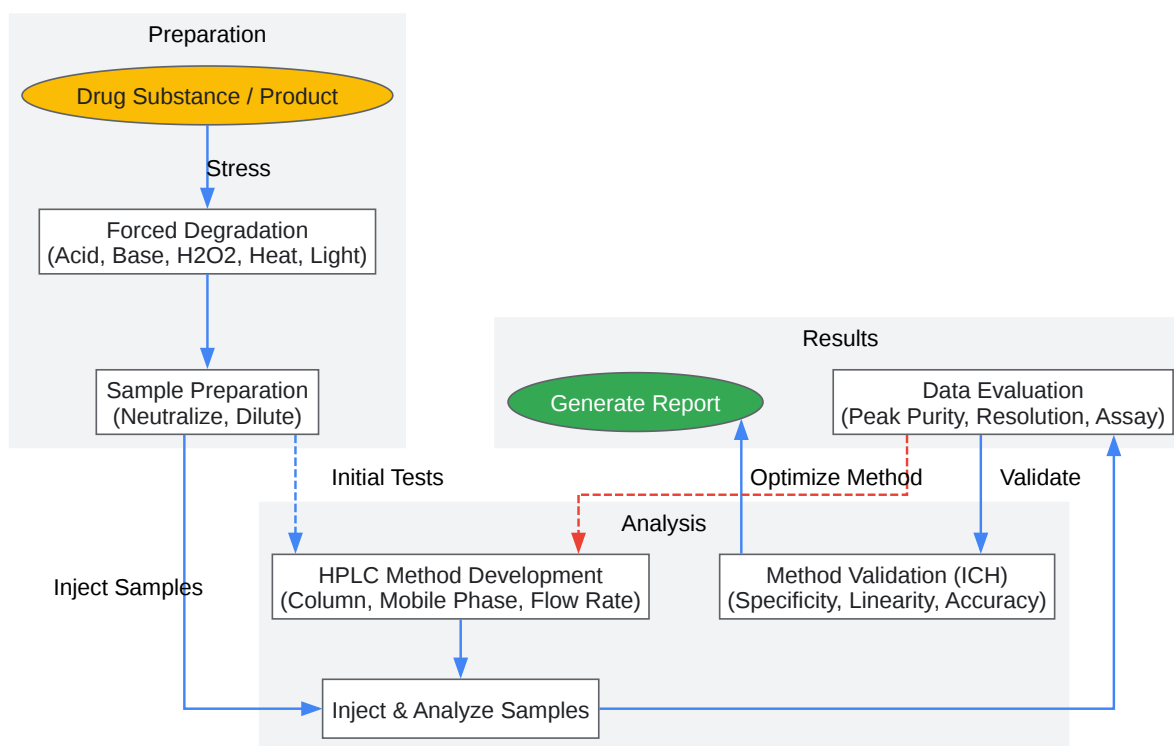 Preparation
Drug Substance / Product
Stress
Forced Degradation
(Acid, Base, H2O2, Heat, Light)
Sample Preparation
(Neutralize, Dilute)
Results
Generate Report
Data Evaluation
(Peak Purity, Resolution, Assay)
Initial Tests
Optimize Method
Validate
Analysis
Inject Samples
HPLC Method Development
(Column, Mobile Phase, Flow Rate)
Method Validation (ICH)
(Specificity, Linearity, Accuracy)
Inject & Analyze Samples